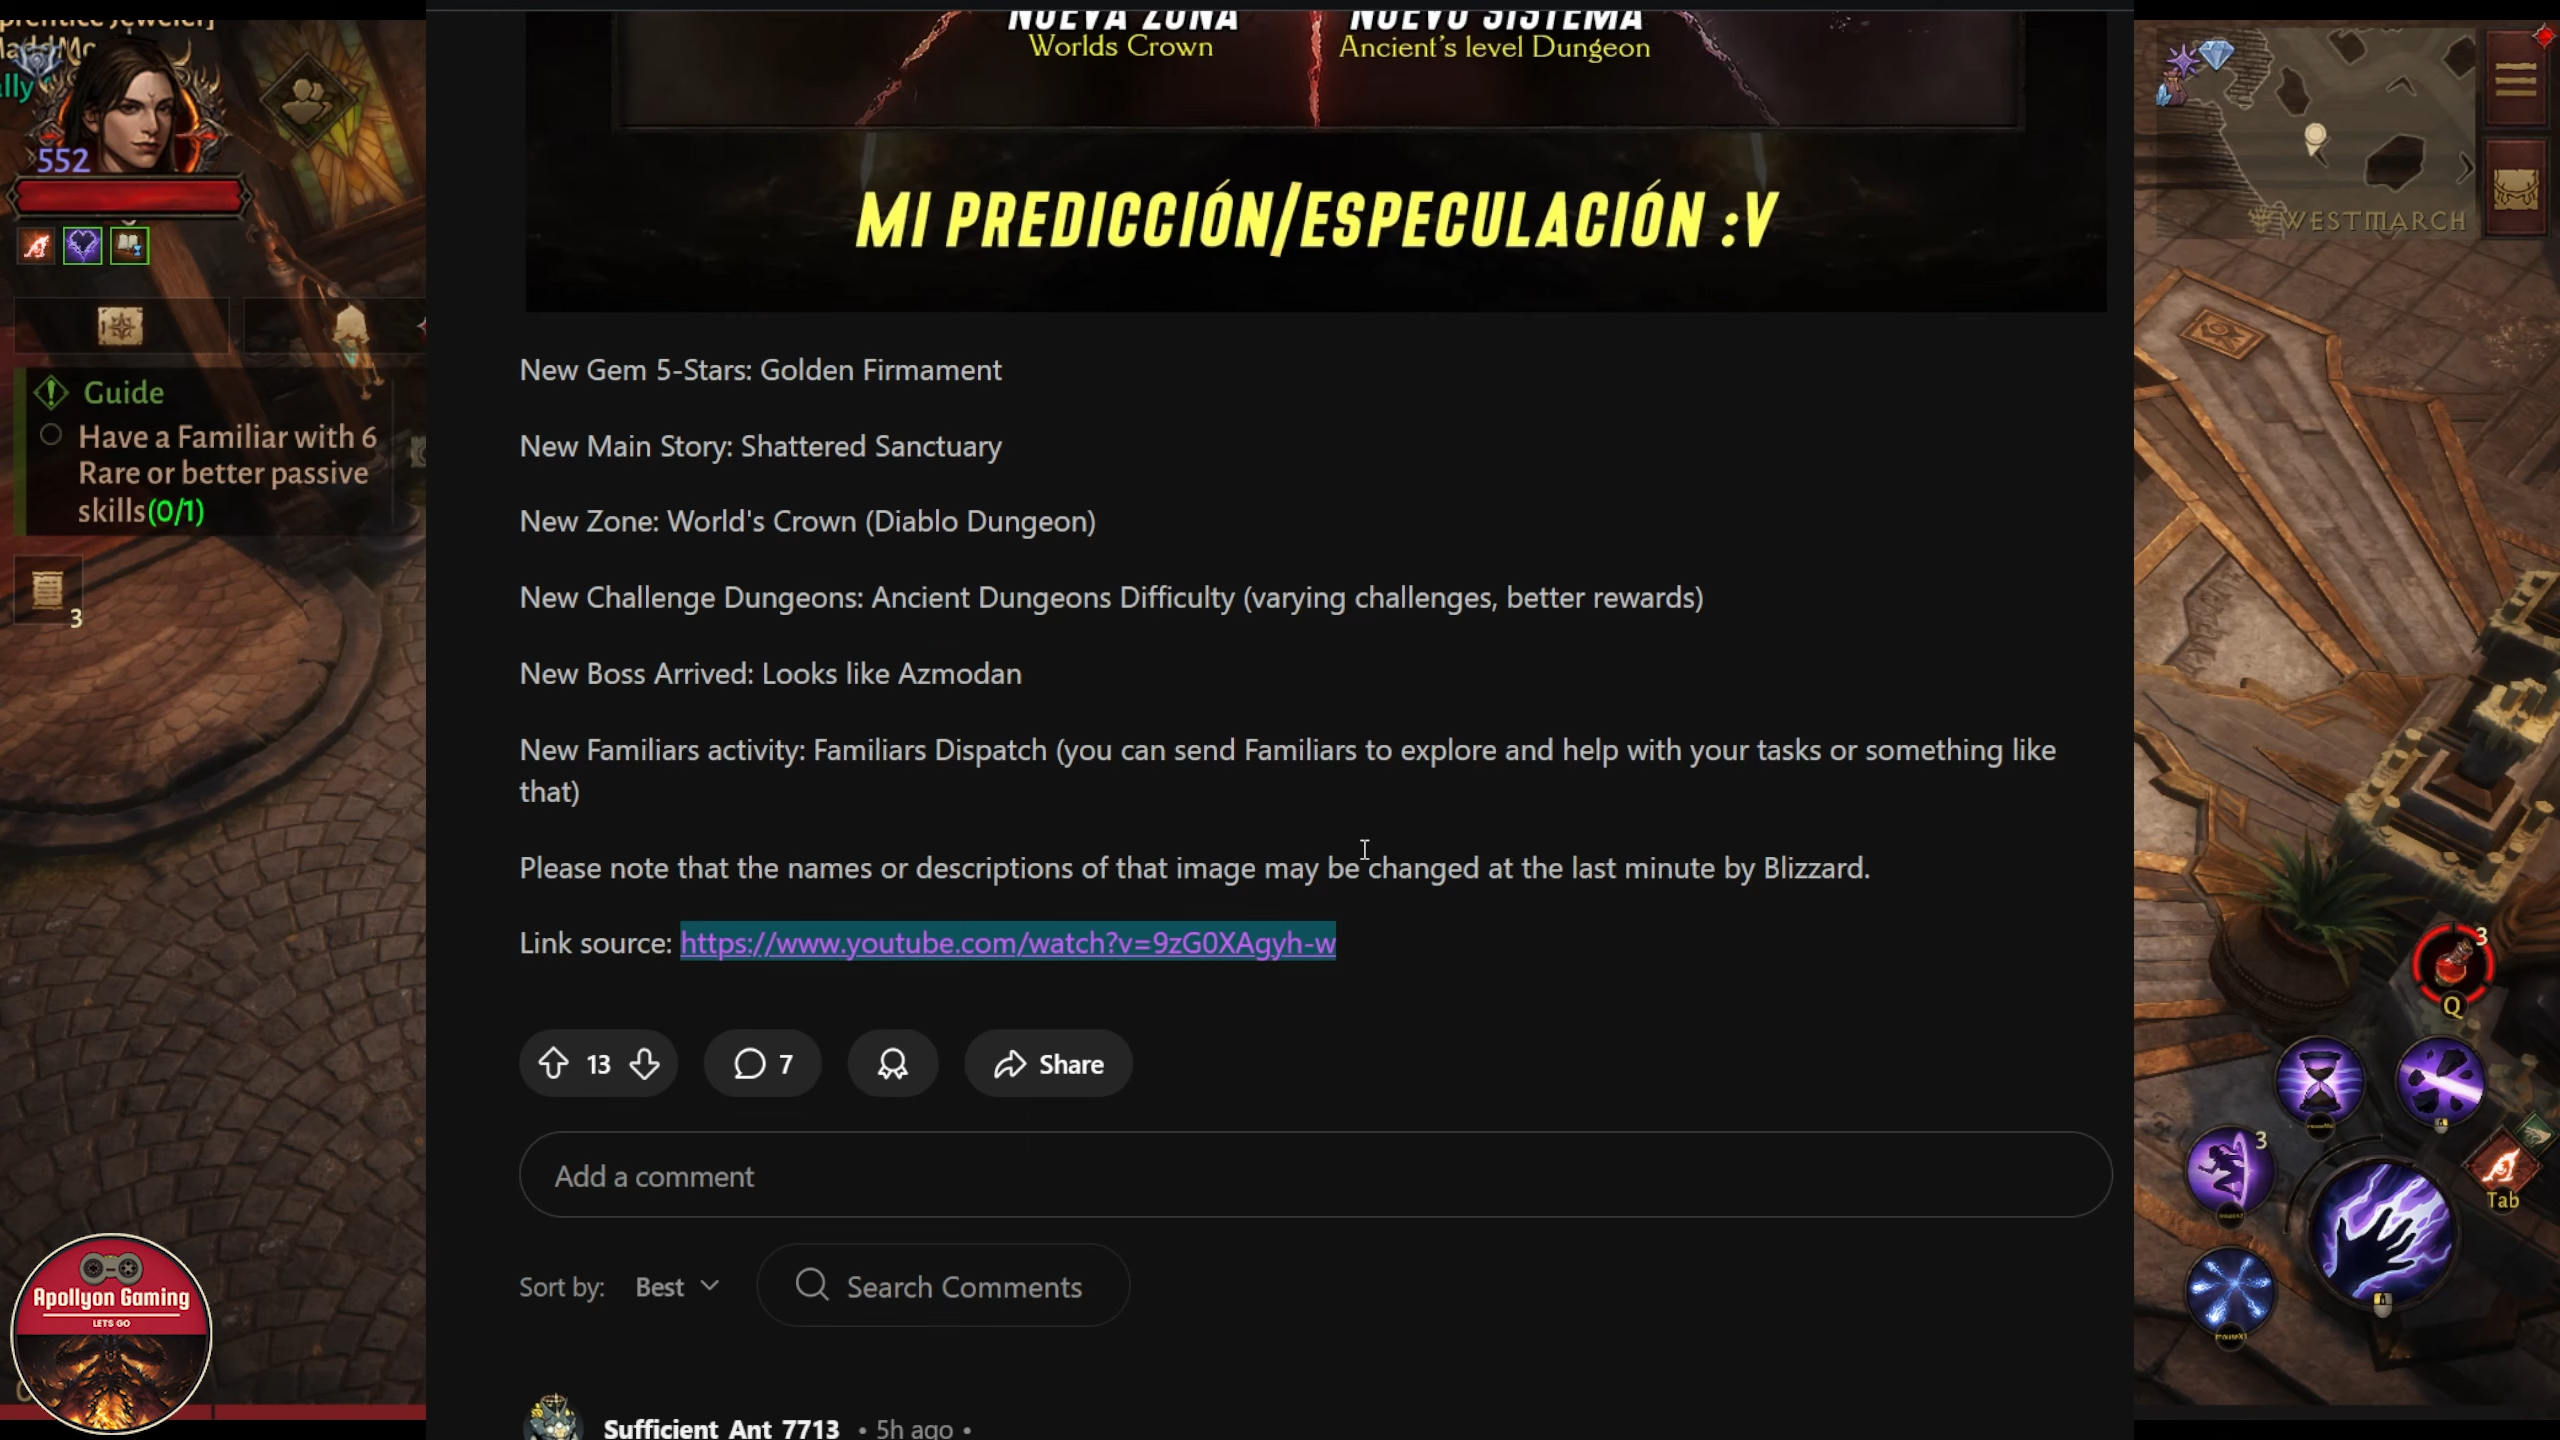 552
Guide
Have a Familiar with 6
Rare or better passive
skills(0/1)
3
Apollyon Gaming
LETS GO
NUEVA ZONA
Worlds Crown
NUEVO SISTEMA
Ancient's level Dungeon
MI PREDICCIÓN/ESPECULACIÓN :V
New Gem 5-Stars: Golden Firmament
New Main Story: Shattered Sanctuary
New Zone: World's Crown (Diablo Dungeon)
New Challenge Dungeons: Ancient Dungeons Difficulty (varying challenges, better rewards)
New Boss Arrived: Looks like Azmodan
New Familiars activity: Familiars Dispatch (you can send Familiars to explore and help with your tasks or something like
that)
Please note that the names or descriptions of that image may be changed at the last minute by Blizzard.
Link source: https://www.youtube.com/watch?v=9zG0XAgyh-w
13
7
Share
Add a comment
Sort by: Best
Search Comments
Sufficient_Ant_7713 • 5h ago •
WESTMARCH
3
Q
3
Tab